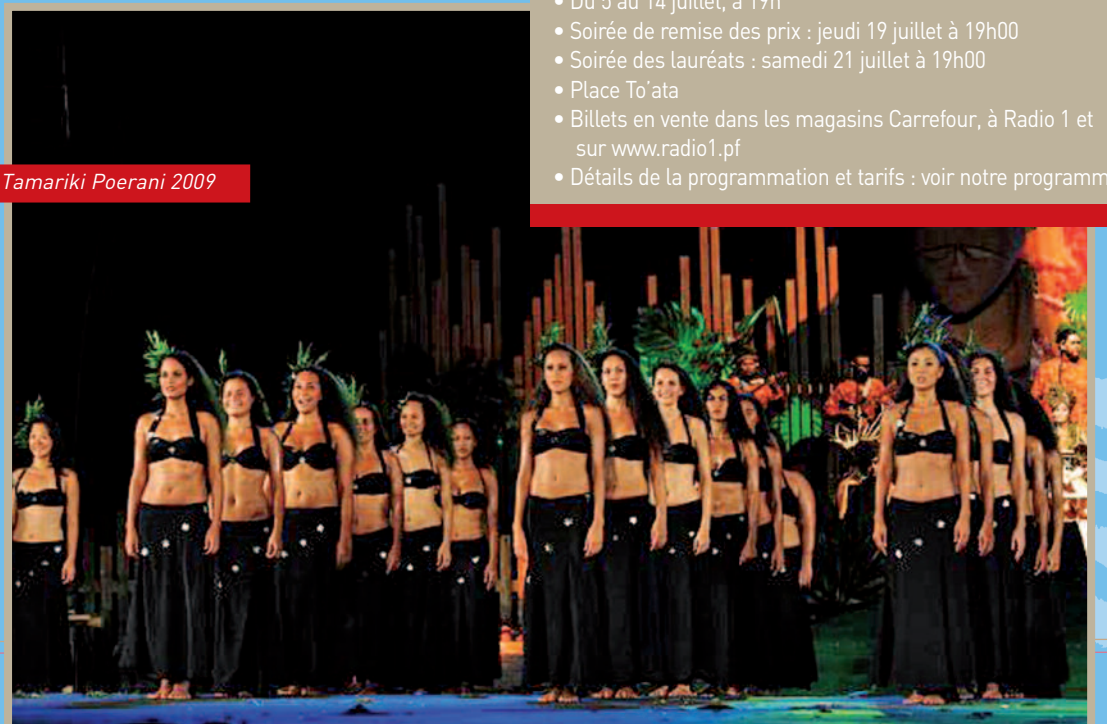 • Du 5 au 14 juillet, à 19h
• Soirée de remise des prix : jeudi 19 juillet à 19h00
• Soirée des lauréats : samedi 21 juillet à 19h00
• Place To’ata
• Billets en vente dans les magasins Carrefour, à Radio 1 et
sur www.radio1.pf
• Détails de la programmation et tarifs : voir notre programm
Tamariki Poerani 2009